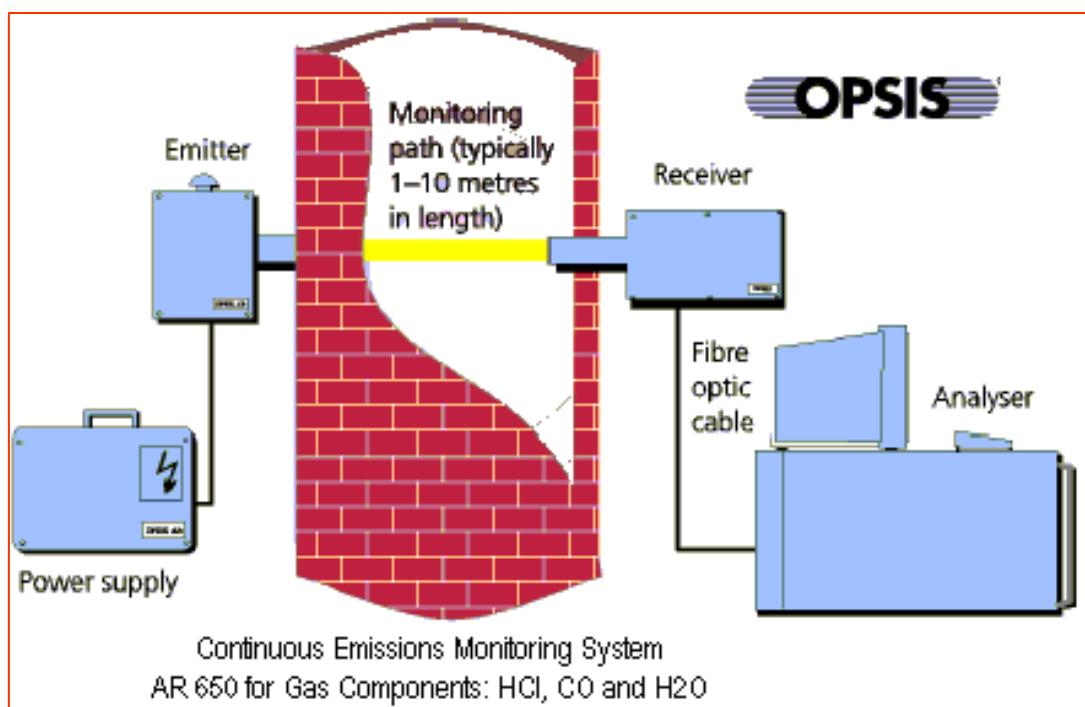 OPSIS
Monitoring
path (typically
1–10 metres
in length)
Emitter
Receiver
Fibre
optic
cable
Analyser
Power supply
Continuous Emissions Monitoring System
AR 650 for Gas Components: HCl, CO and H2O